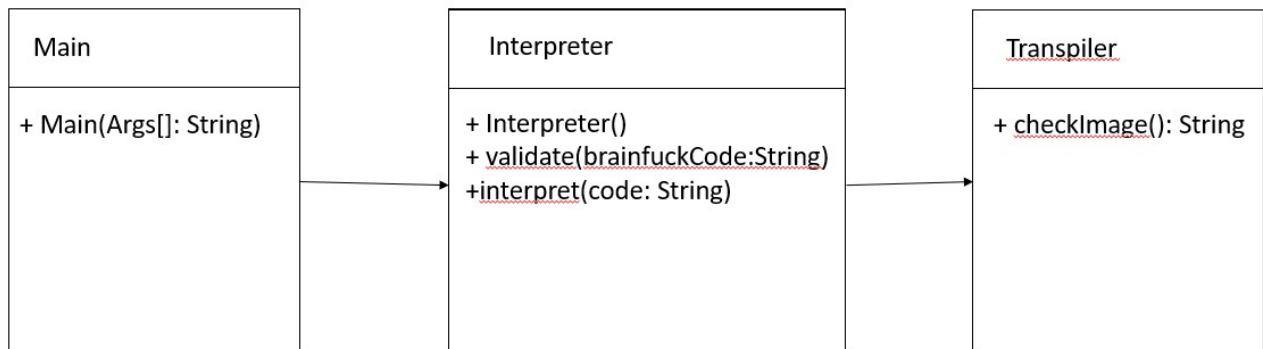 Main
+ Main(Args[]: String)
Interpreter
+ Interpreter()
+ validate(brainfuckCode:String)
+interpret(code: String)
Transpiler
+ checkImage(): String